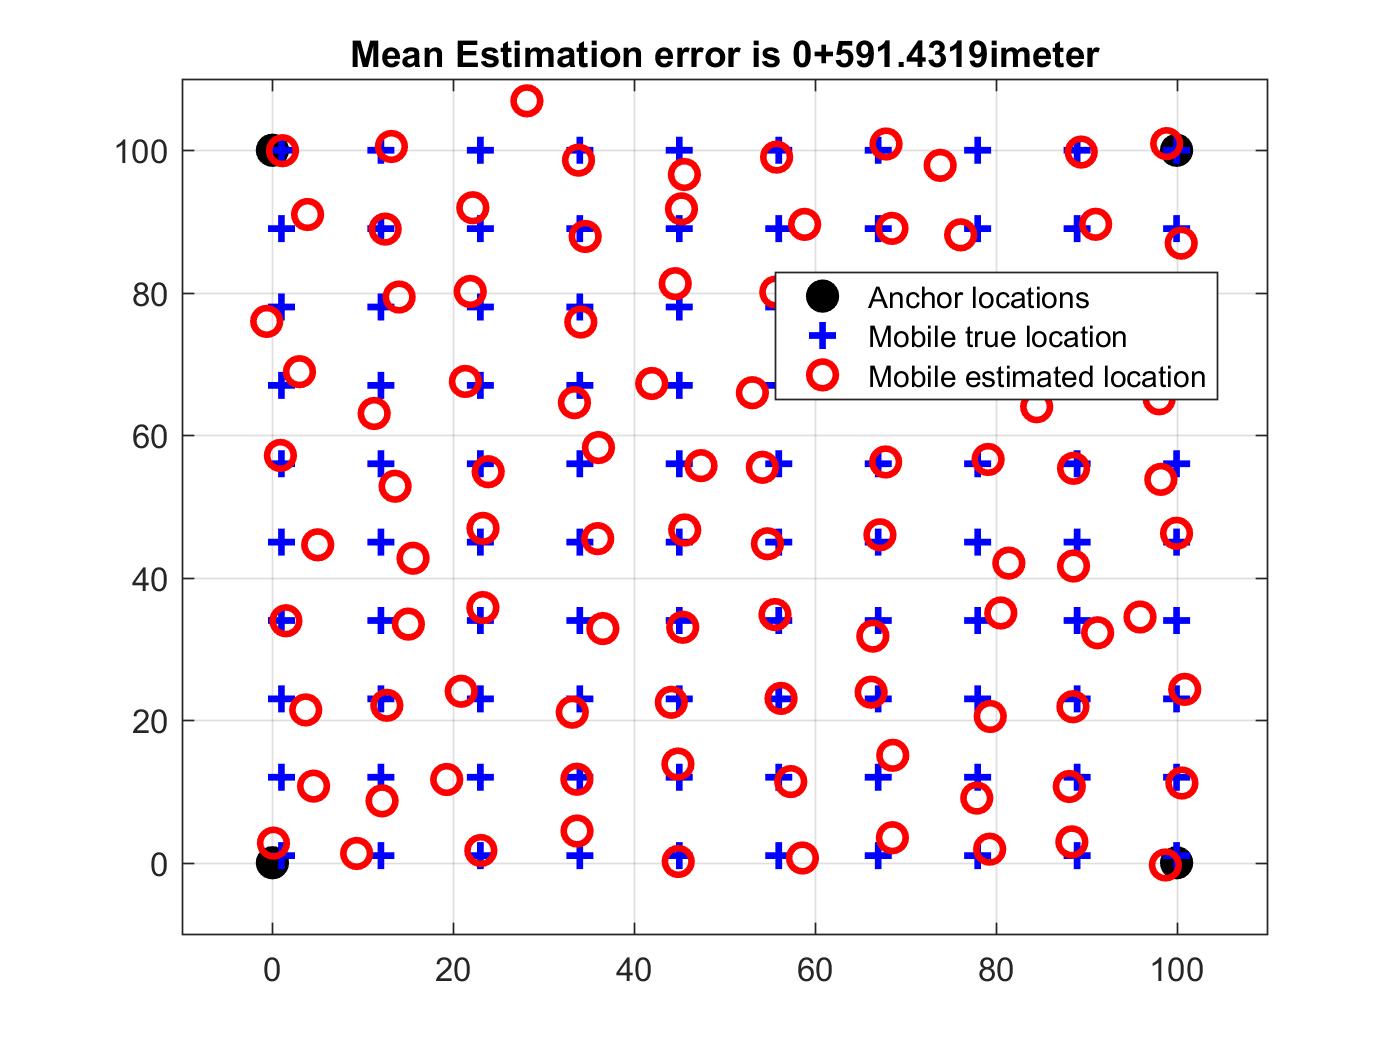 Mean Estimation error is 0+591.4319imeter
100
80
60
40
20
0
Anchor locations
Mobile true location
Mobile estimated location
0 20 40 60 80 100